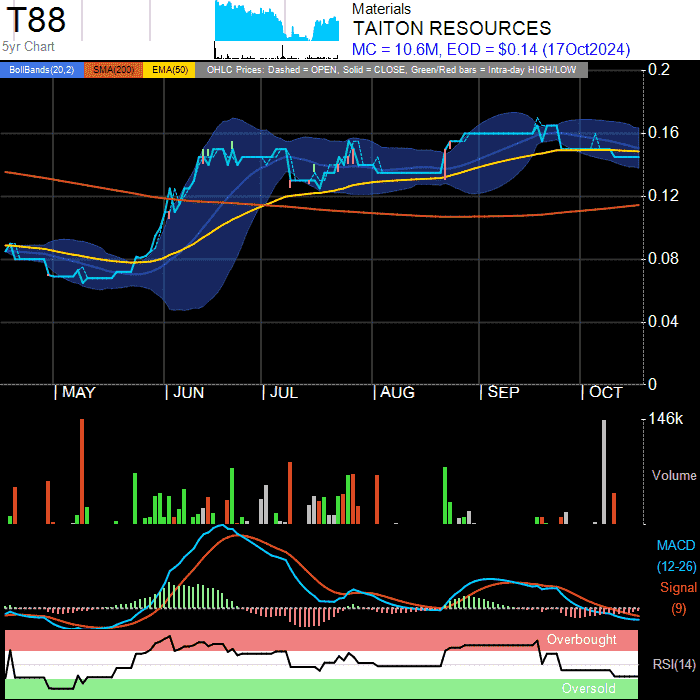 T88
5yr Chart
Materials
TAITON RESOURCES
MC = 10.6M, EOD = $0.14 (17Oct2024)
BollBands(20,2) SMA(200) EMA(50) OHLC Prices: Dashed = OPEN, Solid = CLOSE, Green/Red bars = Intra-day HIGH/LOW
0.2
0.16
0.12
0.08
0.04
0
MAY JUN JUL AUG SEP OCT
146k
Volume
MACD
(12-26)
Signal
(9)
Overbought
RSI(14)
Oversold